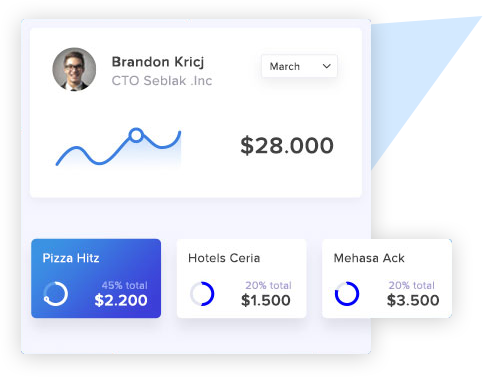 Brandon Kricj
CTO Seblak .Inc
March
$28.000
Pizza Hitz
45% total
$2.200
Hotels Ceria
20% total
$1.500
Mehasa Ack
20% total
$3.500